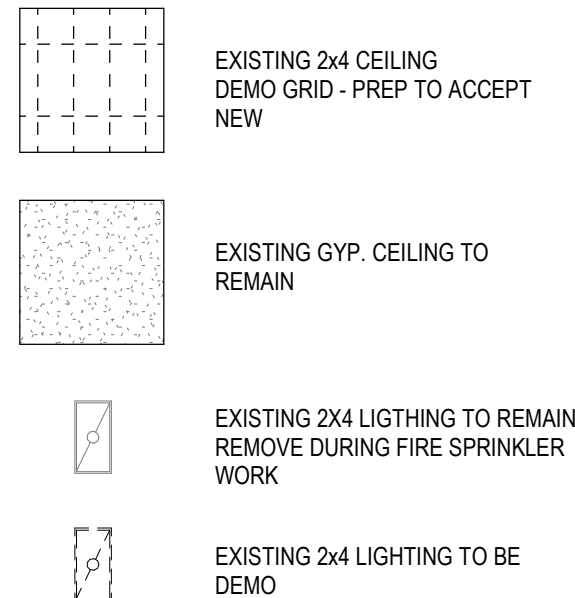 EXISTING 2x4 CEILING
DEMO GRID - PREP TO ACCEPT
NEW
EXISTING GYP. CEILING TO
REMAIN
EXISTING 2X4 LIGTHING TO REMAIN
REMOVE DURING FIRE SPRINKLER
WORK
EXISTING 2x4 LIGHTING TO BE
DEMO